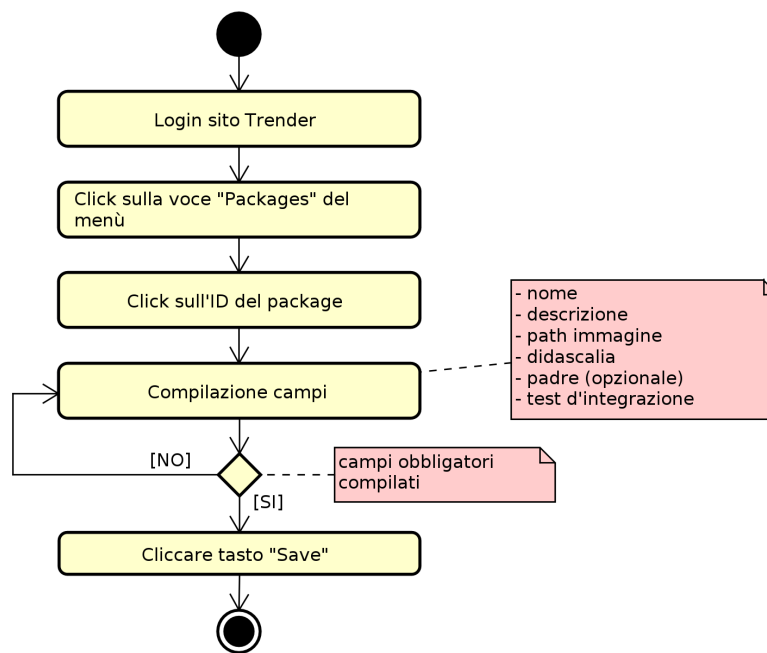 Login sito Trender
Click sulla voce "Packages" del
menù
Click sull'ID del package
- nome
- descrizione
- path immagine
- didascalia
- padre (opzionale)
- test d'integrazione
Compilazione campi
[NO]
campi obbligatori
compilati
[SI]
Cliccare tasto "Save"